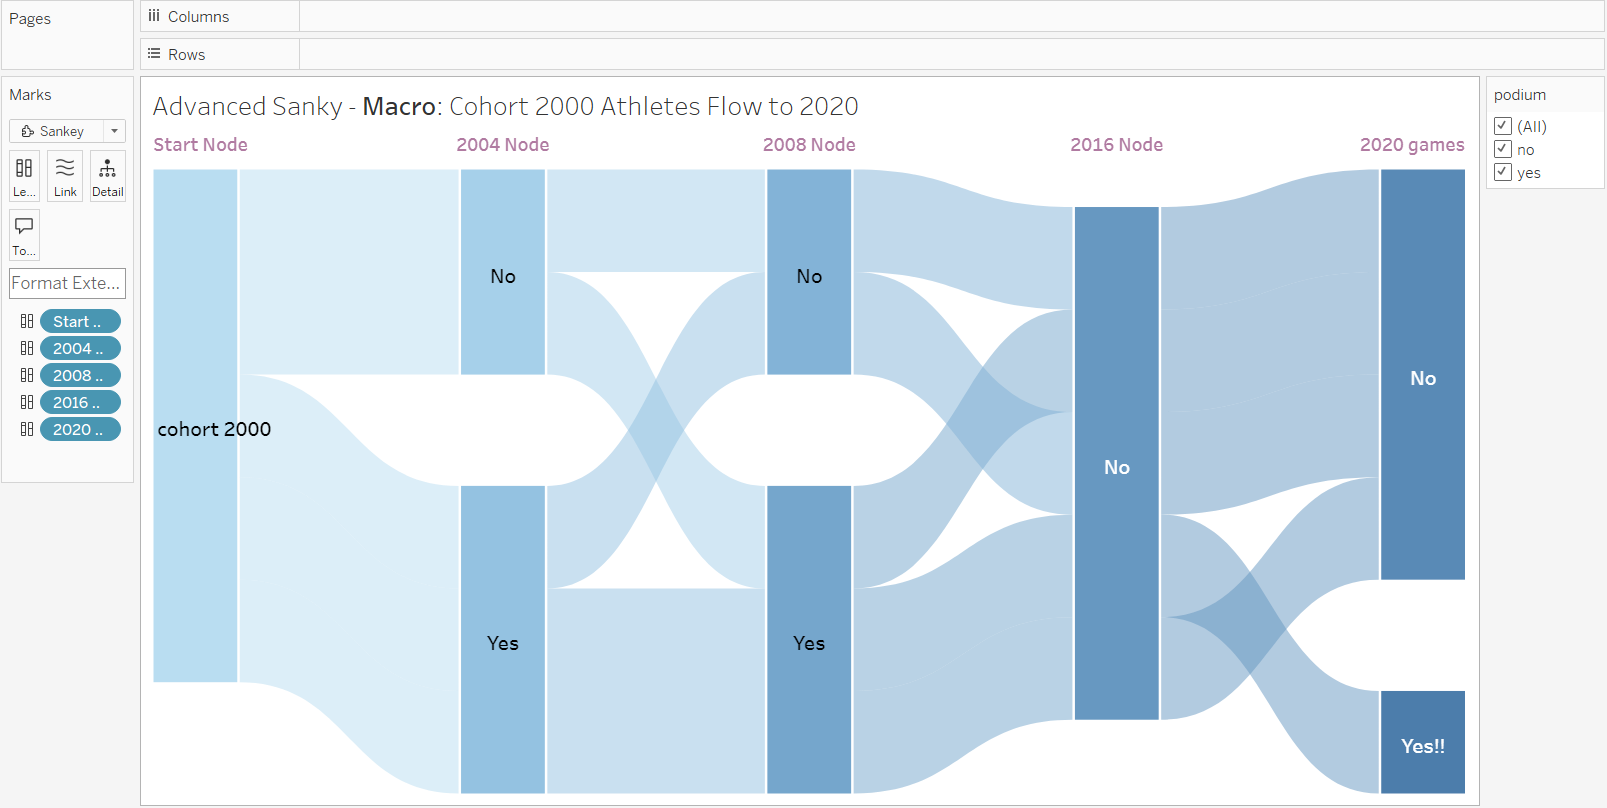 Pages
Columns
Rows
Marks
Sankey
Le...
Link
Detail
To...
Format Exte...
Start ..
2004 ..
2008 ..
2016 ..
2020 ..
Advanced Sanky - Macro: Cohort 2000 Athletes Flow to 2020
Start Node
2004 Node
2008 Node
2016 Node
2020 games
No
No
No
cohort 2000
No
Yes
Yes
Yes!!
podium
(All)
no
yes